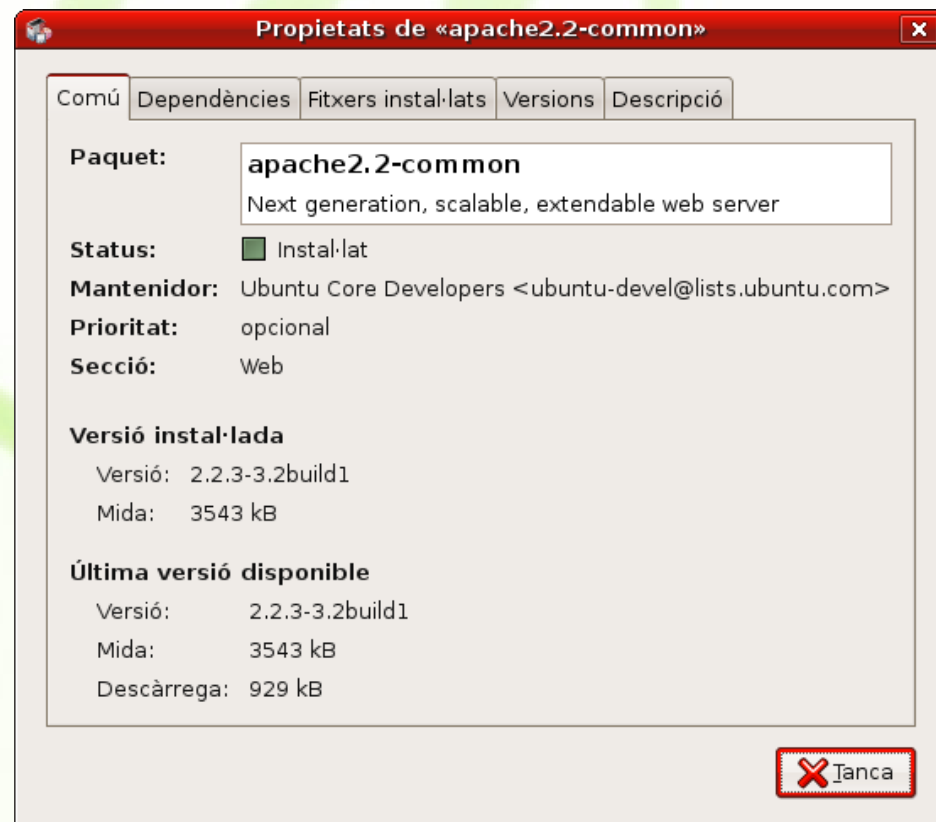 Propietats de «apache2.2-common»
Comú Dependències Fitxers instal·lats Versions Descripció
Paquet: apache2.2-common
Next generation, scalable, extendable web server
Status: Instal·lat
Mantenidor: Ubuntu Core Developers <ubuntu-devel@lists.ubuntu.com>
Prioritat: opcional
Secció: Web
Versió instal·lada
Versió: 2.2.3-3.2build1
Mida: 3543 kB
Última versió disponible
Versió: 2.2.3-3.2build1
Mida: 3543 kB
Descàrrega: 929 kB
Tanca